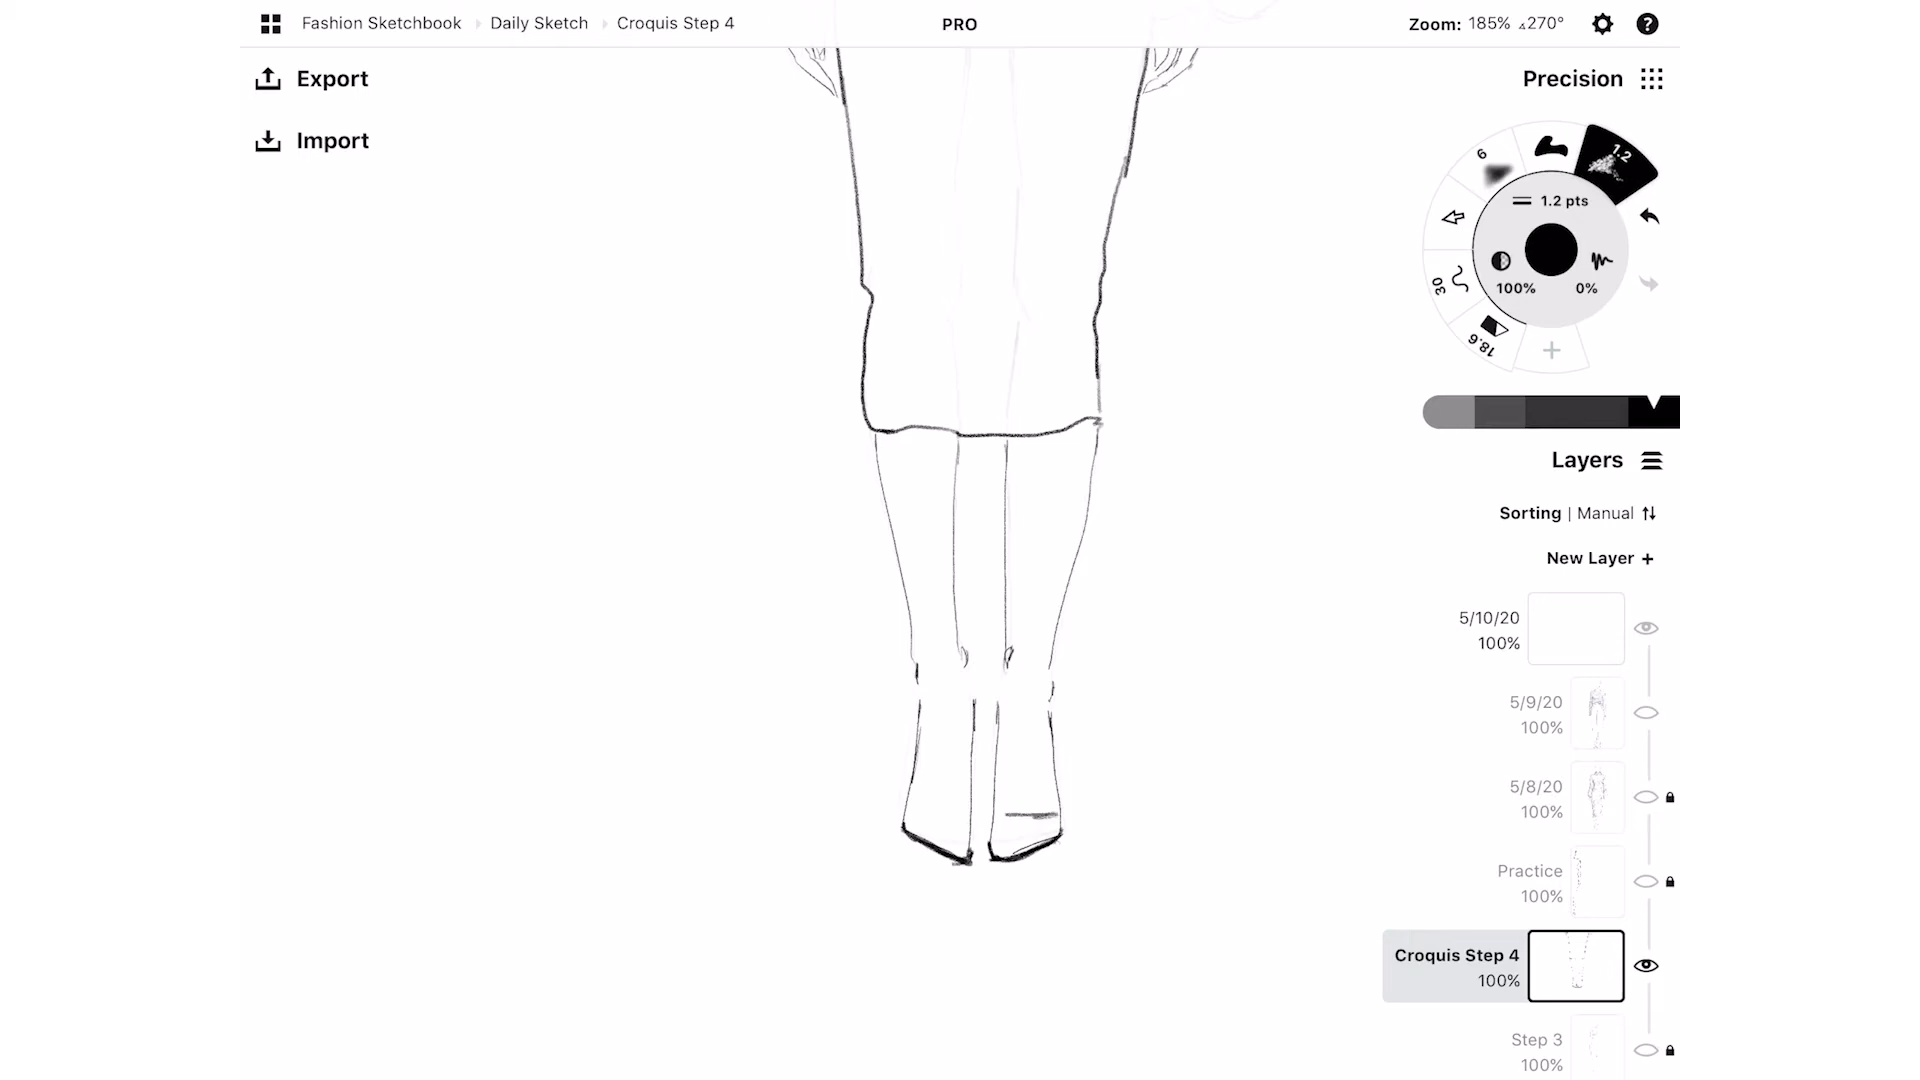 Fashion Sketchbook Daily Sketch Croquis Step 4
PRO
Zoom: 185% ⦟270°
Export
Import
Precision
1.2
6
1.2 pts
100%
0%
30
18.6
Layers
Sorting | Manual
New Layer +
5/10/20
100%
5/9/20
100%
5/8/20
100%
Practice
100%
Croquis Step 4
100%
Step 3
100%